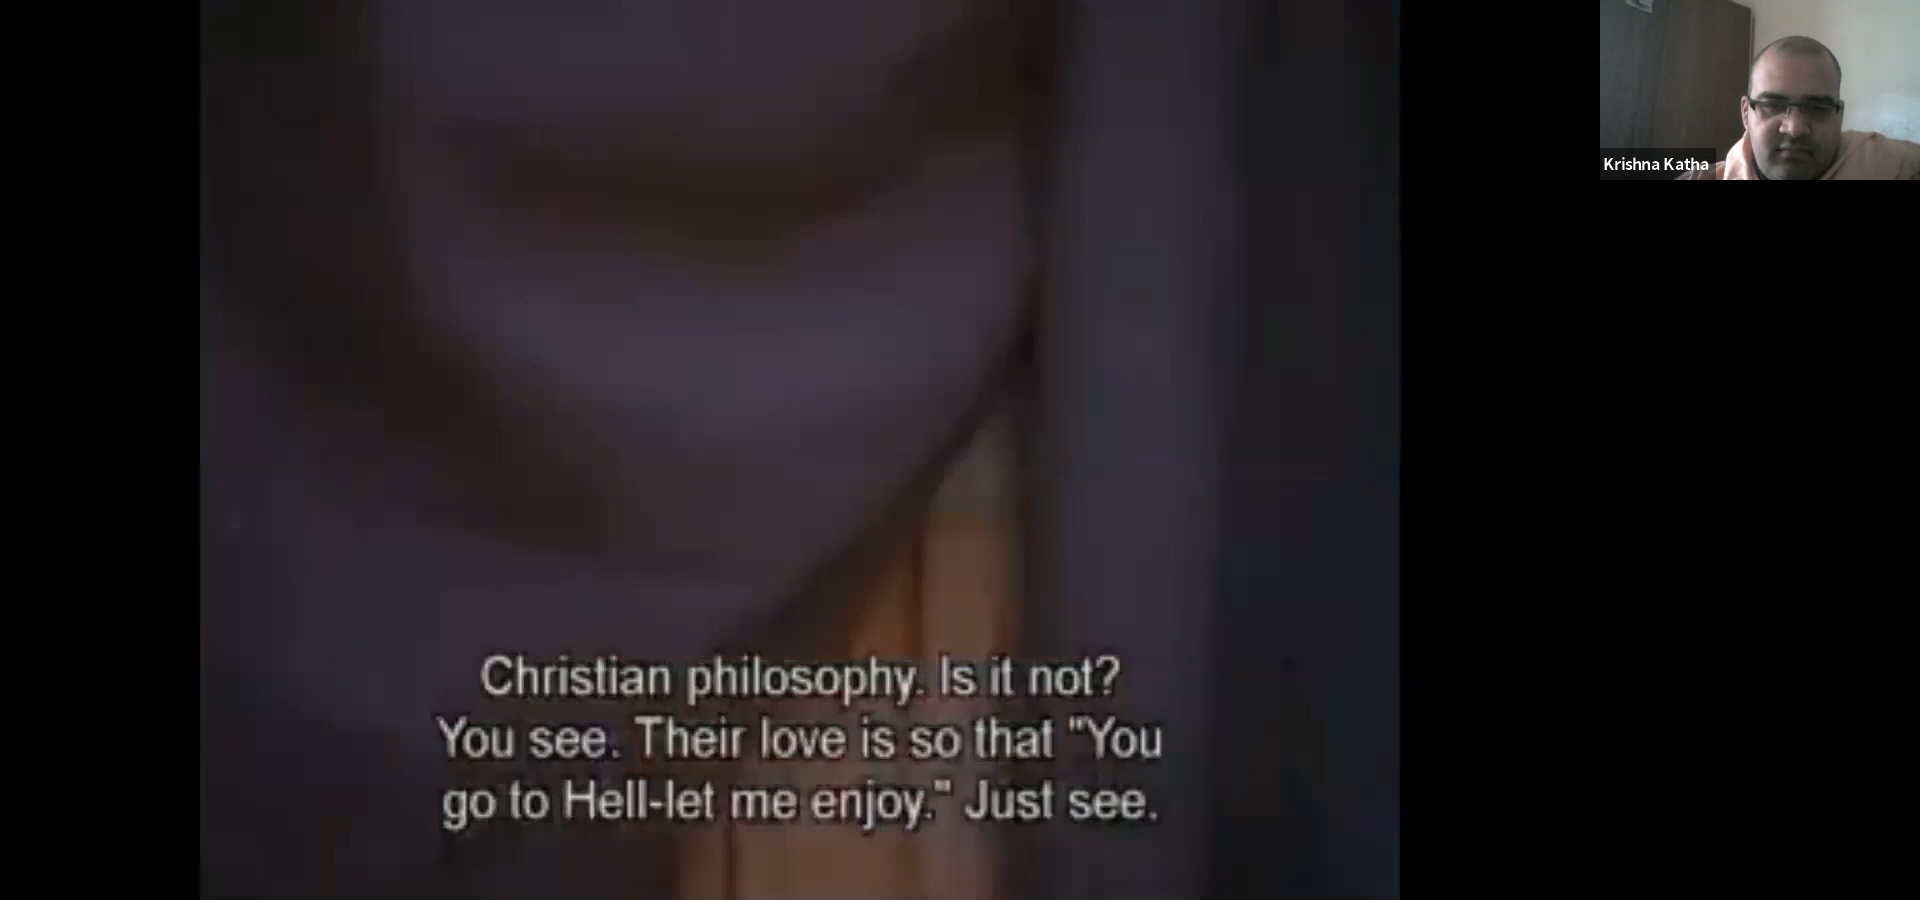 Krishna Katha
Christian philosophy. Is it not?
You see. Their love is so that "You
go to Hell-let me enjoy." Just see.